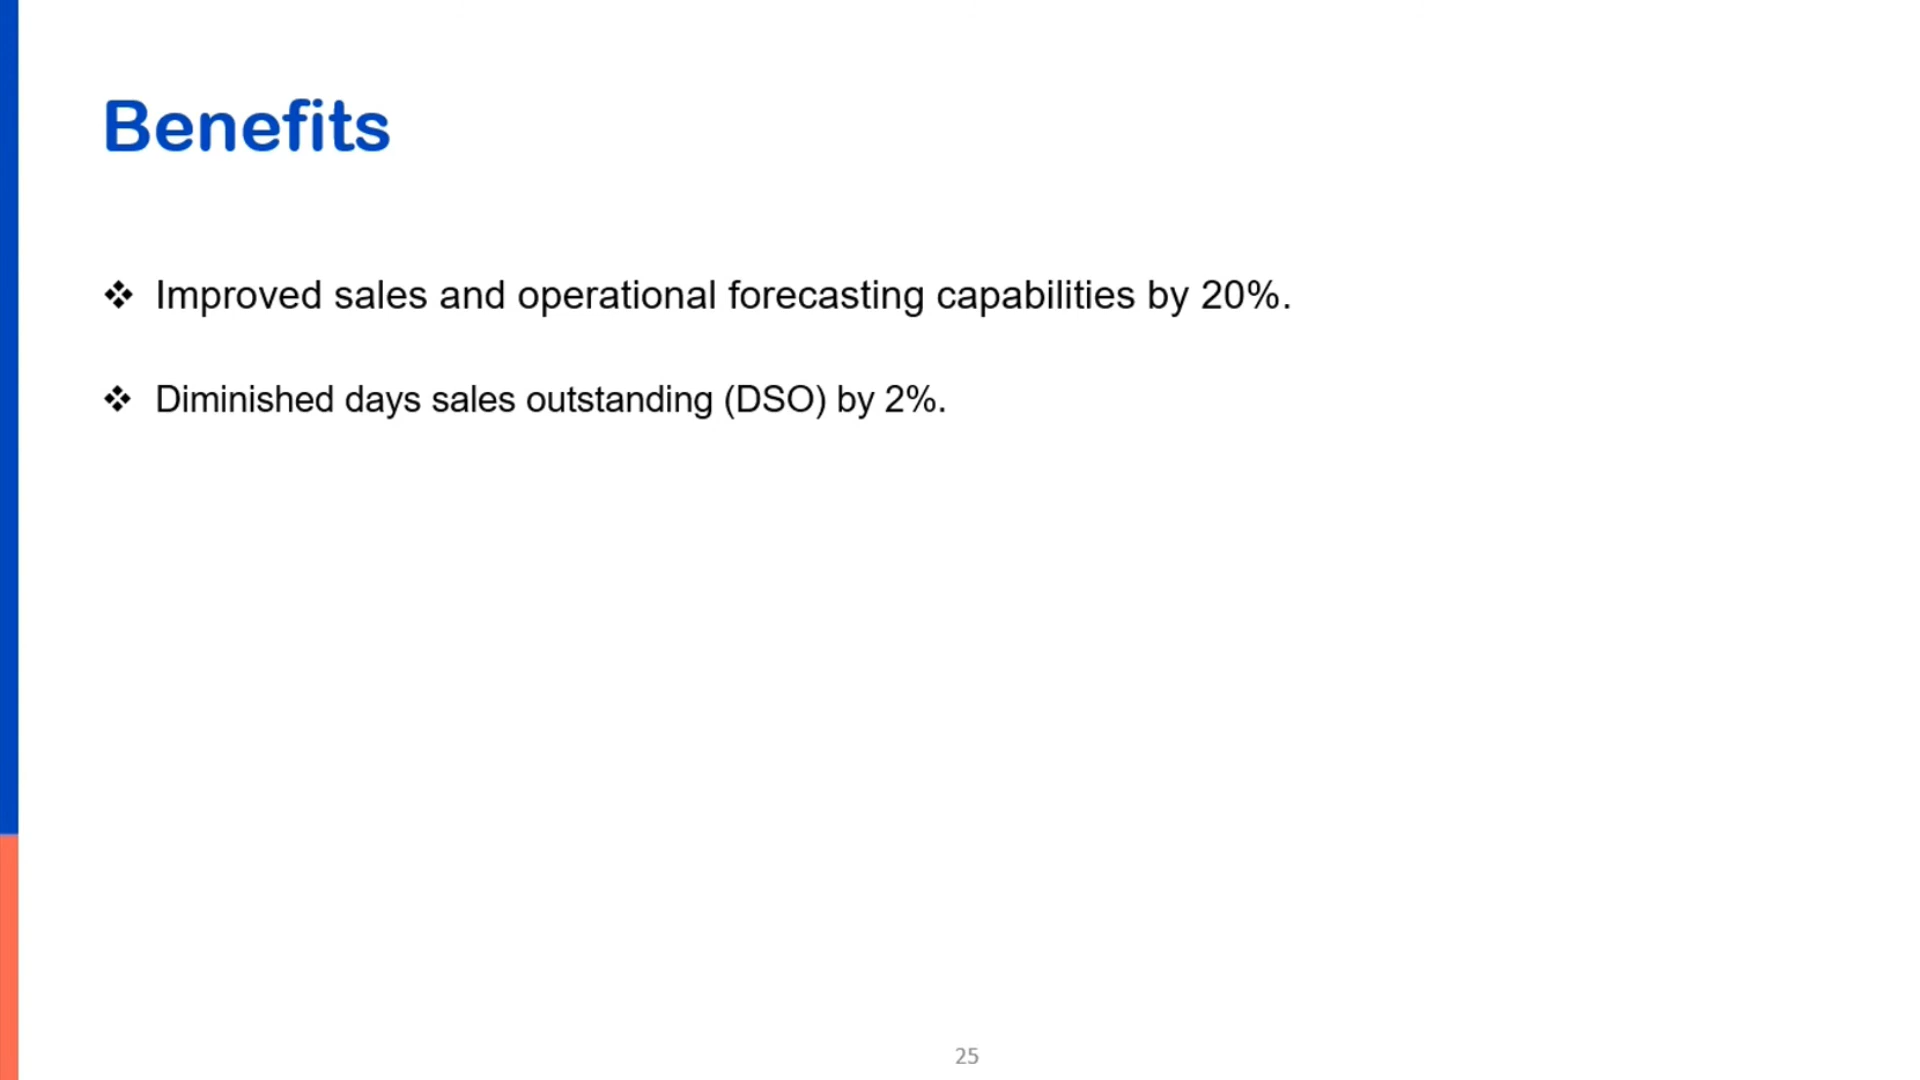 Benefits
❖ Improved sales and operational forecasting capabilities by 20%.
❖ Diminished days sales outstanding (DSO) by 2%.
25